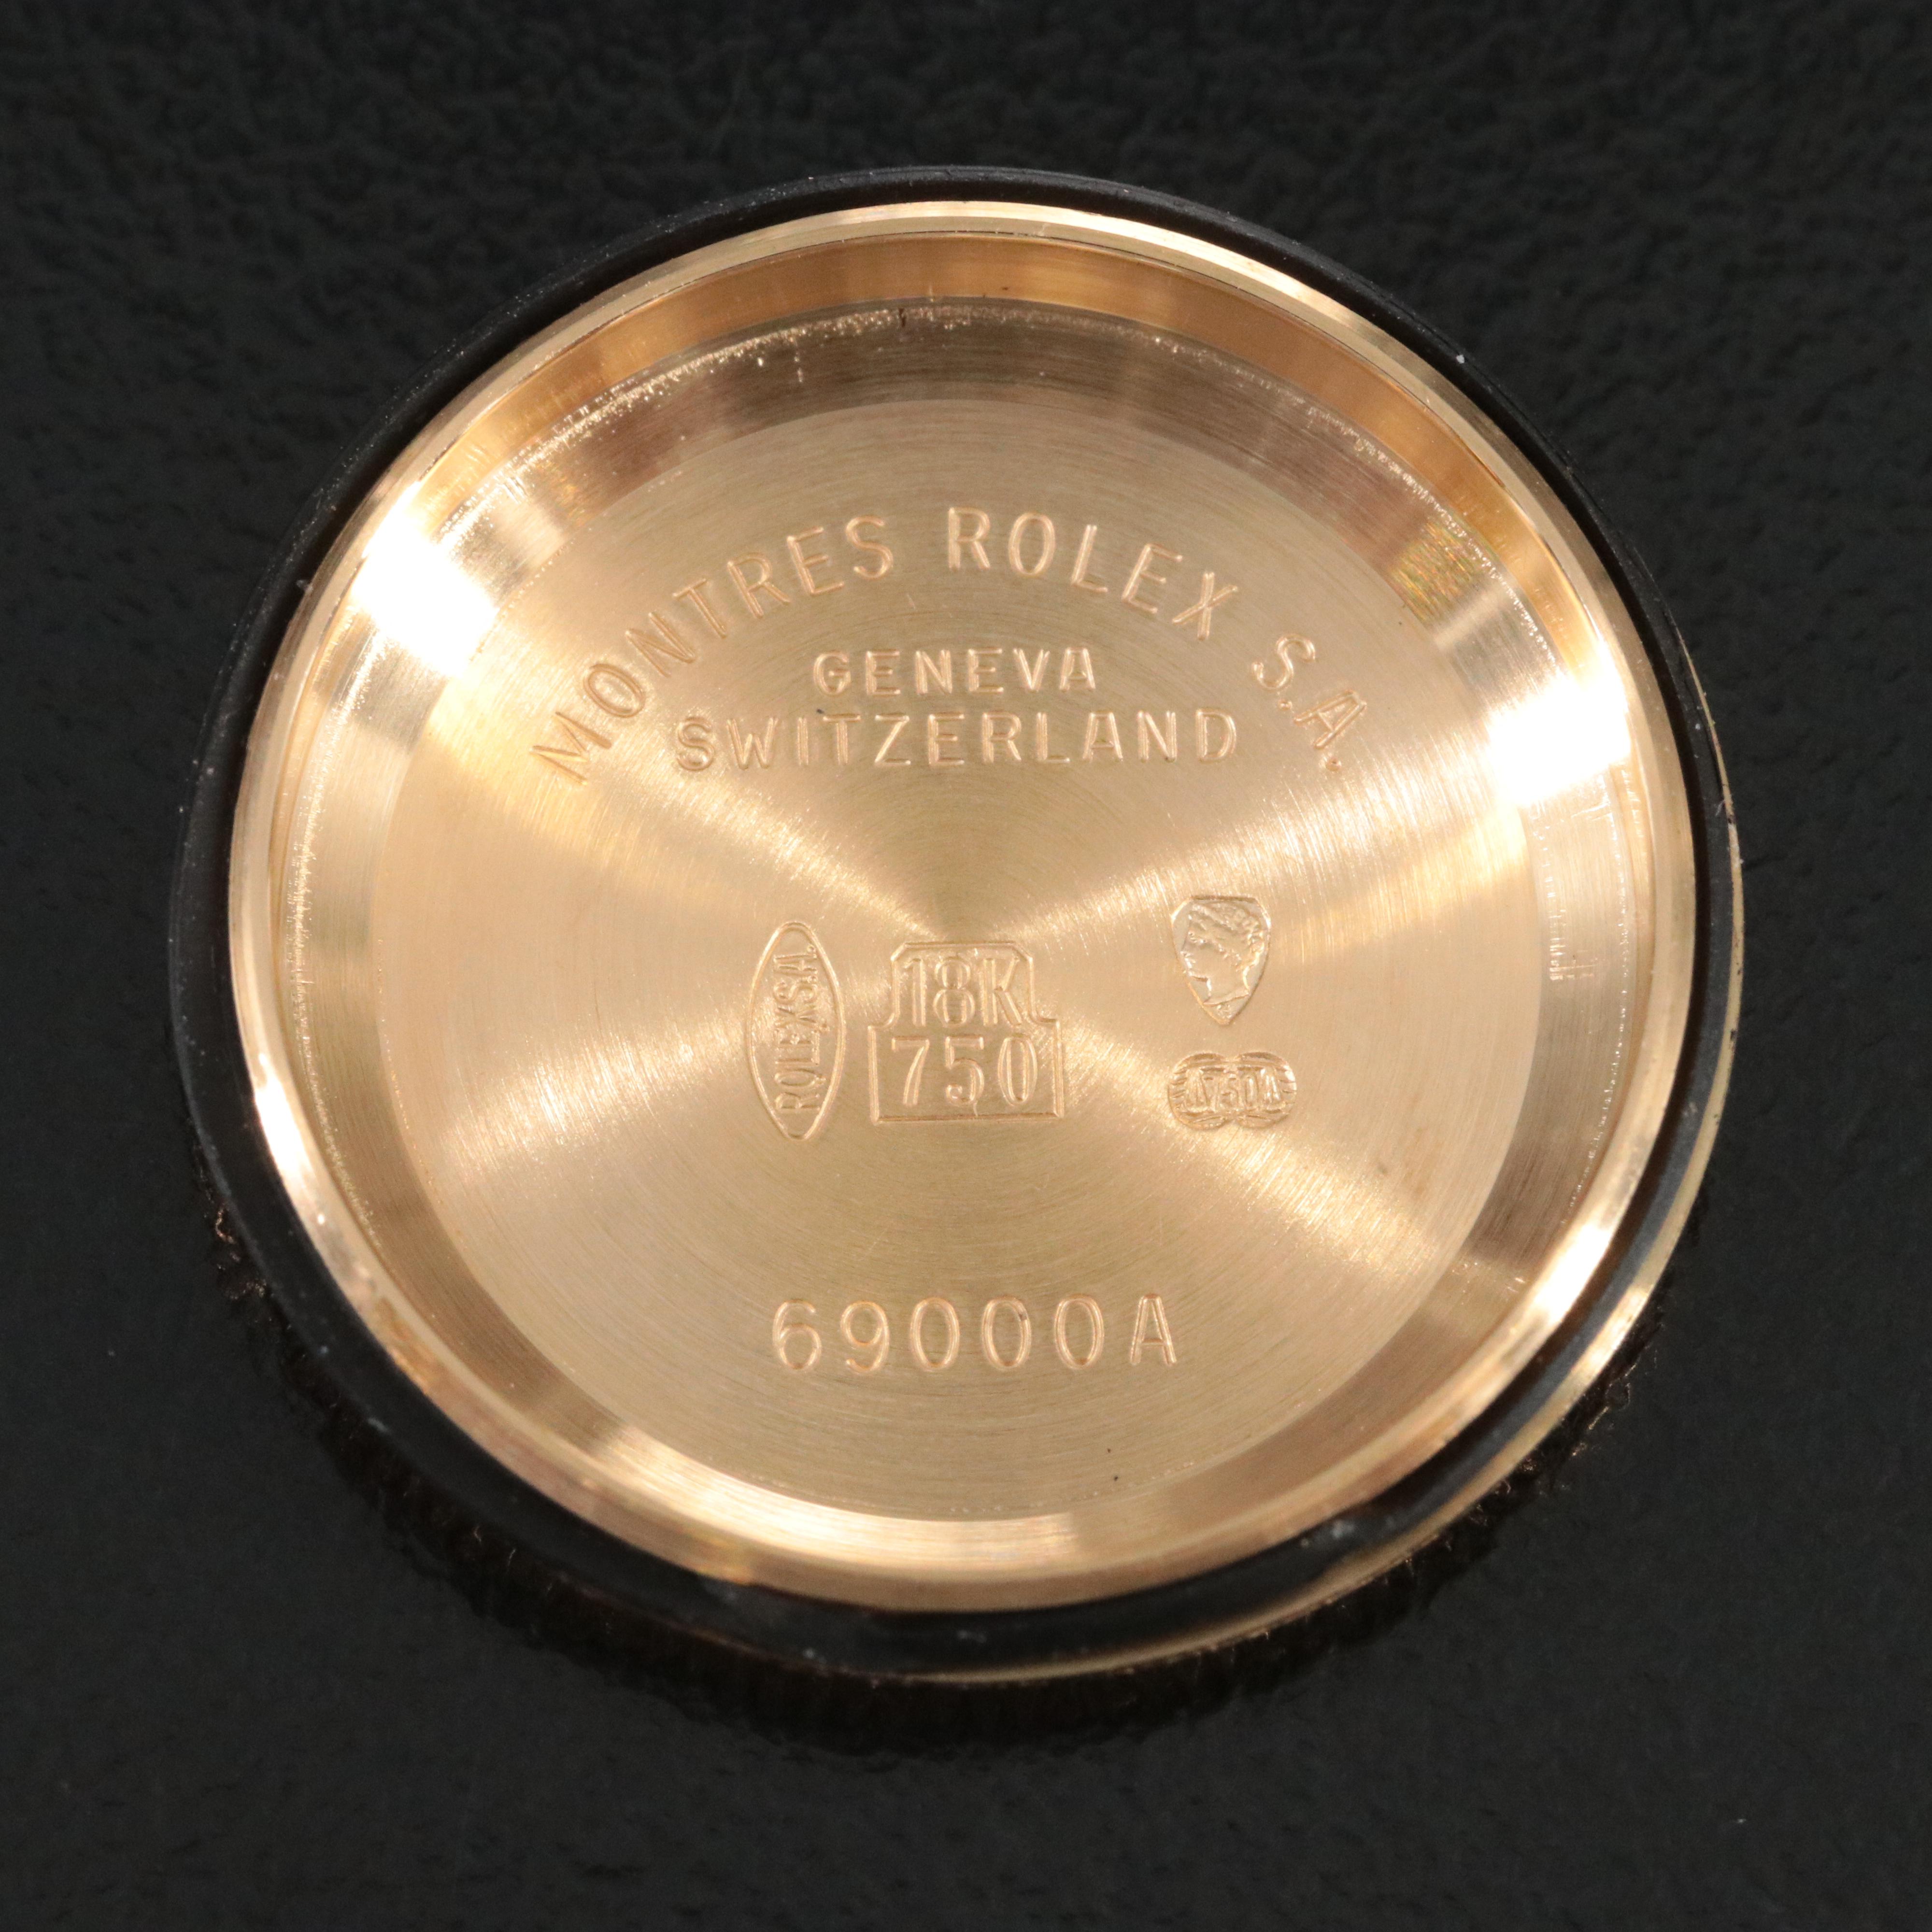 MONTRES ROLEX S.A.
GENEVA
SWITZERLAND
ROLEX S.A.
18K
750
69000A